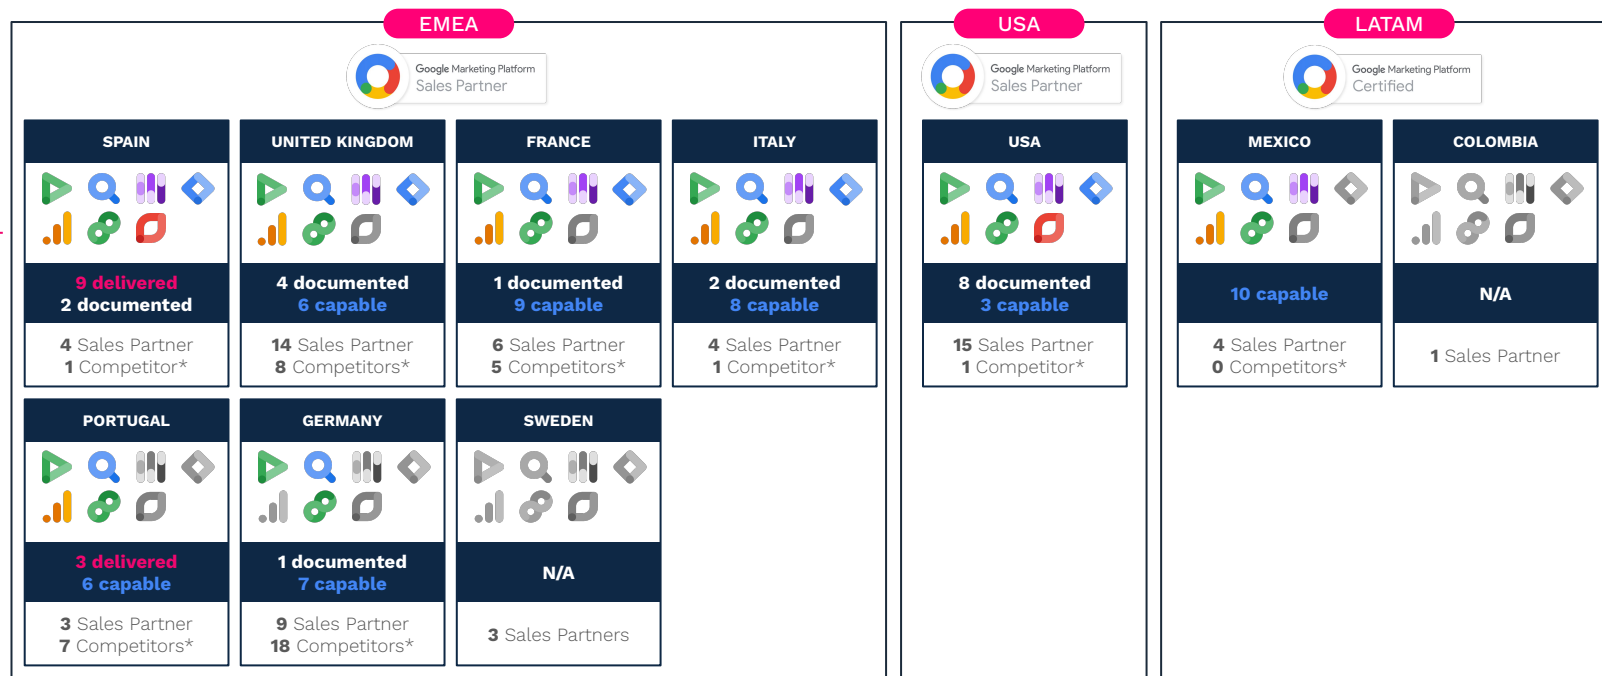 EMEA
Google Marketing Platform
Sales Partner
SPAIN
9 delivered
2 documented
4 Sales Partner
1 Competitor*
UNITED KINGDOM
4 documented
6 capable
14 Sales Partner
8 Competitors*
FRANCE
1 documented
9 capable
6 Sales Partner
5 Competitors*
ITALY
2 documented
8 capable
4 Sales Partner
1 Competitor*
PORTUGAL
3 delivered
6 capable
3 Sales Partner
7 Competitors*
GERMANY
1 documented
7 capable
9 Sales Partner
18 Competitors*
SWEDEN
N/A
3 Sales Partners
USA
Google Marketing Platform
Sales Partner
USA
8 documented
3 capable
15 Sales Partner
1 Competitor*
LATAM
Google Marketing Platform
Certified
MEXICO
10 capable
4 Sales Partner
0 Competitors*
COLOMBIA
N/A
1 Sales Partner